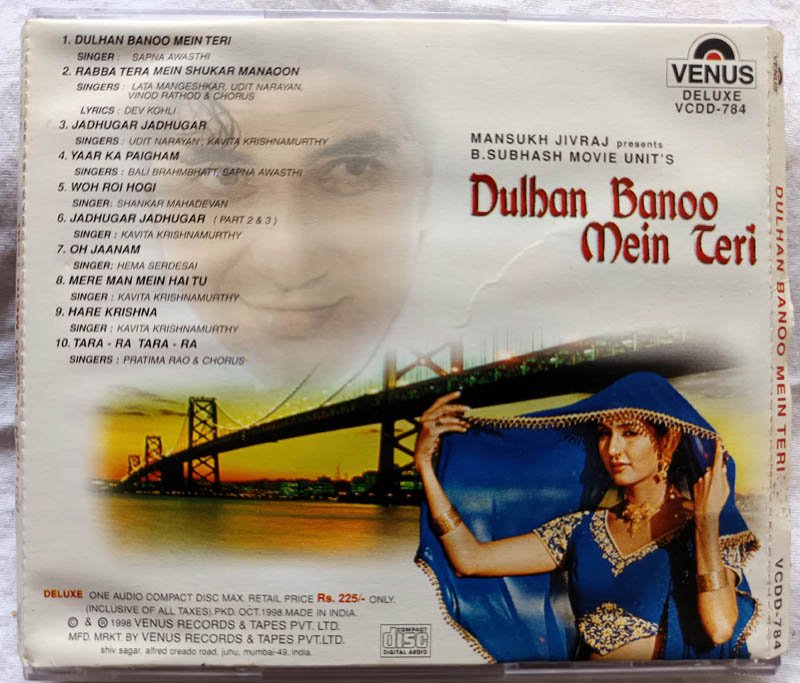 1. DULHAN BANOO MEIN TERI
SINGER : SAPNA AWASTHI
2. RABBA TERA MEIN SHUKAR MANAOON
SINGERS : LATA MANGESHKAR, UDIT NARAYAN,
VINOD RATHOD & CHORUS
LYRICS : DEV KOHLI
3. JADHUGAR JADHUGAR
SINGERS : UDIT NARAYAN, KAVITA KRISHNAMURTHY
4. YAAR KA PAIGHAM
SINGERS : BALI BRAHMBHATT, SAPNA AWASTHI
5. WOH ROI HOGI
SINGER: SHANKAR MAHADEVAN
6. JADHUGAR JADHUGAR ( PART 2 & 3 )
SINGER : KAVITA KRISHNAMURTHY
7. OH JAANAM
SINGER: HEMA SERDESAI
8. MERE MAN MEIN HAI TU
SINGER : KAVITA KRISHNAMURTHY
9. HARE KRISHNA
SINGER : KAVITA KRISHNAMURTHY
10. TARA - RA TARA - RA
SINGERS : PRATIMA RAO & CHORUS
VENUS
DELUXE
VCDD-784
MANSUKH JIVRAJ presents
B.SUBHASH MOVIE UNIT'S
Dulhan Banoo
Mein Teri
DELUXE ONE AUDIO COMPACT DISC MAX. RETAIL PRICE Rs. 225/- ONLY.
(INCLUSIVE OF ALL TAXES).PKD. OCT.1998.MADE IN INDIA.
© & ℗ 1998 VENUS RECORDS & TAPES PVT. LTD.
MFD. MRKT. BY VENUS RECORDS & TAPES PVT.LTD.
shiv sagar, alfred creado road, juhu, mumbai-49. india.
COMPACT
disc
DIGITAL AUDIO
DULHAN BANOO MEIN TERI
VCDD-784